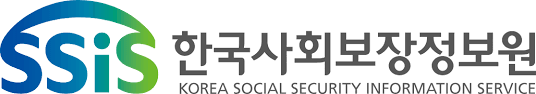 SSiS 한국사회보장정보원
KOREA SOCIAL SECURITY INFORMATION SERVICE